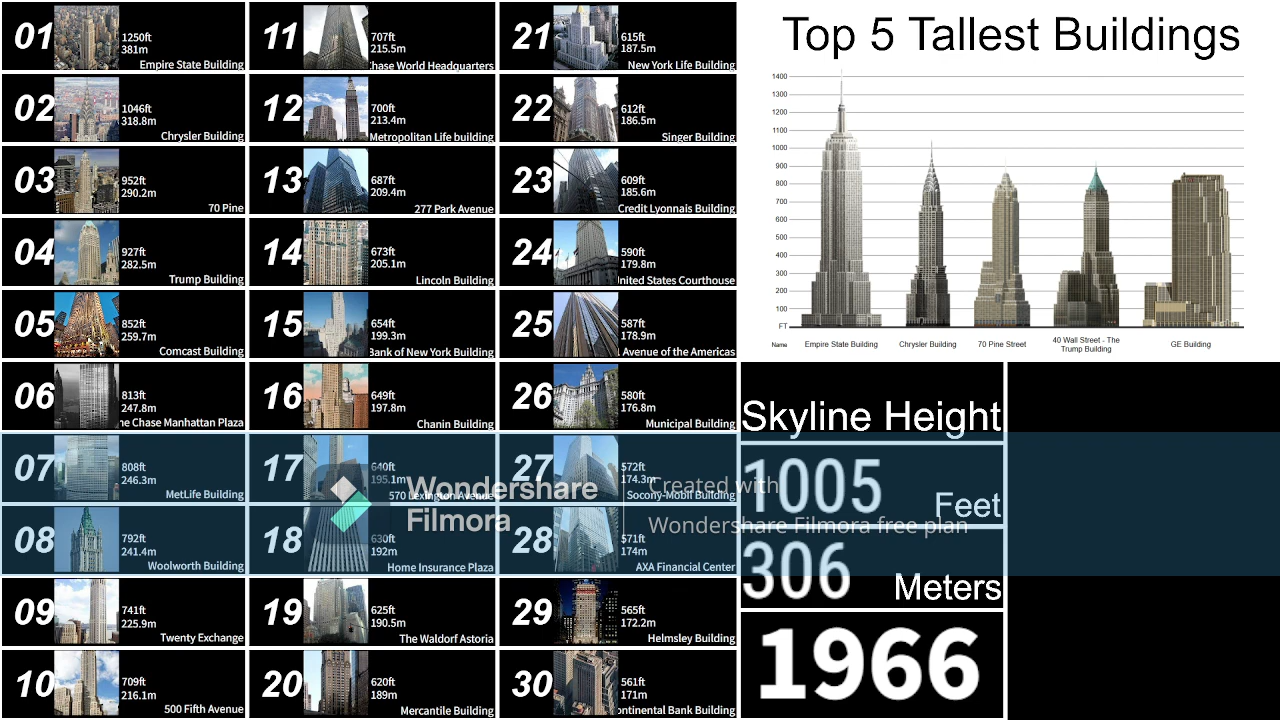 01
1250ft
381m
Empire State Building
02
1046ft
318.8m
Chrysler Building
03
952ft
290.2m
70 Pine
04
927ft
282.5m
Trump Building
05
852ft
259.7m
Comcast Building
06
813ft
247.8m
ne Chase Manhattan Plaza
07
808ft
246.3m
MetLife Building
08
792ft
241.4m
Woolworth Building
09
741ft
225.9m
Twenty Exchange
10
709ft
216.1m
500 Fifth Avenue
11
707ft
215.5m
hase World Headquarters
12
700ft
213.4m
Metropolitan Life building
13
687ft
209.4m
277 Park Avenue
14
673ft
205.1m
Lincoln Building
15
654ft
199.3m
Bank of New York Building
16
649ft
197.8m
Chanin Building
17
640ft
195.1m
570 Lexington Avenue
18
630ft
192m
Home Insurance Plaza
19
625ft
190.5m
The Waldorf Astoria
20
620ft
189m
Mercantile Building
21
615ft
187.5m
New York Life Building
22
612ft
186.5m
Singer Building
23
609ft
185.6m
Credit Lyonnais Building
24
590ft
179.8m
United States Courthouse
25
587ft
178.9m
Avenue of the Americas
26
580ft
176.8m
Municipal Building
27
$72ft
174.3m
Socony-Mobil Building
28
$71ft
174m
AXA Financial Center
29
565ft
172.2m
Helmsley Building
30
561ft
171m
ontinental Bank Building
Top 5 Tallest Buildings
1400
1300
1200
1100
1000
900
800
700
600
500
400
300
200
100
FT
Name
Empire State Building
Chrysler Building
70 Pine Street
40 Wall Street - The
Trump Building
GE Building
Skyline Height
1005 Feet
306 Meters
1966
Wondershare
Filmora
Created with
Wondershare Filmora free plan